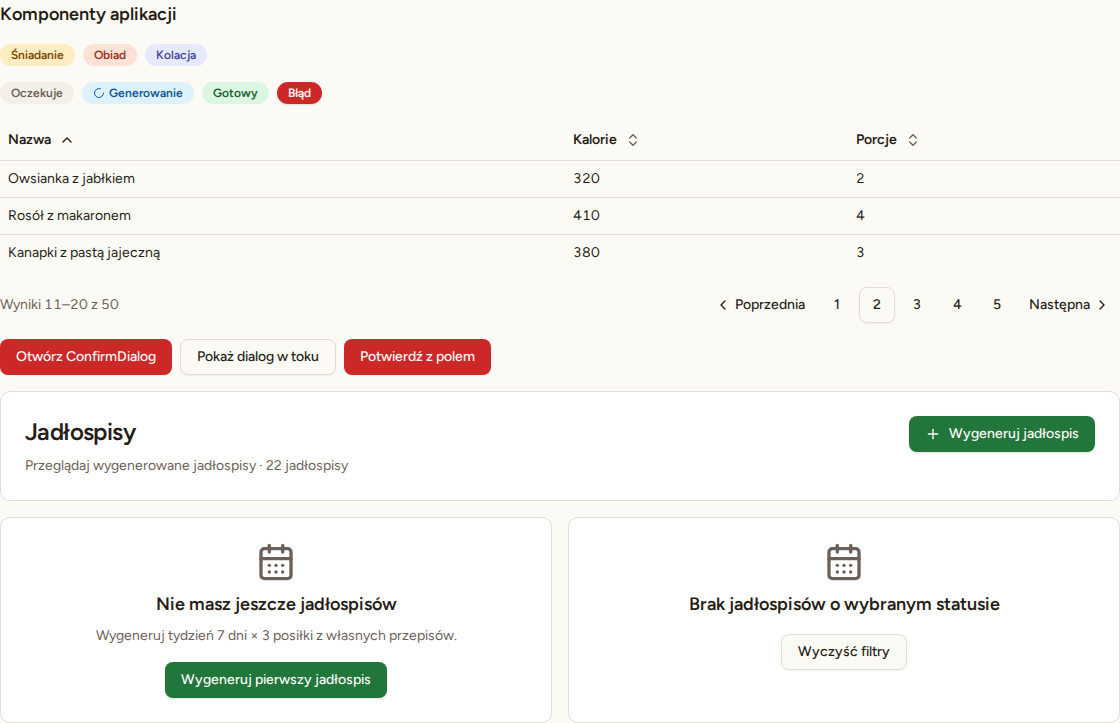 Komponenty aplikacji
Śniadanie Obiad Kolacja
Oczekuje Generowanie Gotowy Błąd
Nazwa Kalorie Porcje
Owsianka z jabłkiem 320 2
Rosół z makaronem 410 4
Kanapki z pastą jajeczną 380 3
Wyniki 11–20 z 50 Poprzednia 1 2 3 4 5 Następna
Otwórz ConfirmDialog Pokaż dialog w toku Potwierdź z polem
Jadłospisy
Wygeneruj jadłospis
Przeglądaj wygenerowane jadłospisy · 22 jadłospisy
Nie masz jeszcze jadłospisów
Wygeneruj tydzień 7 dni × 3 posiłki z własnych przepisów.
Wygeneruj pierwszy jadłospis
Brak jadłospisów o wybranym statusie
Wyczyść filtry